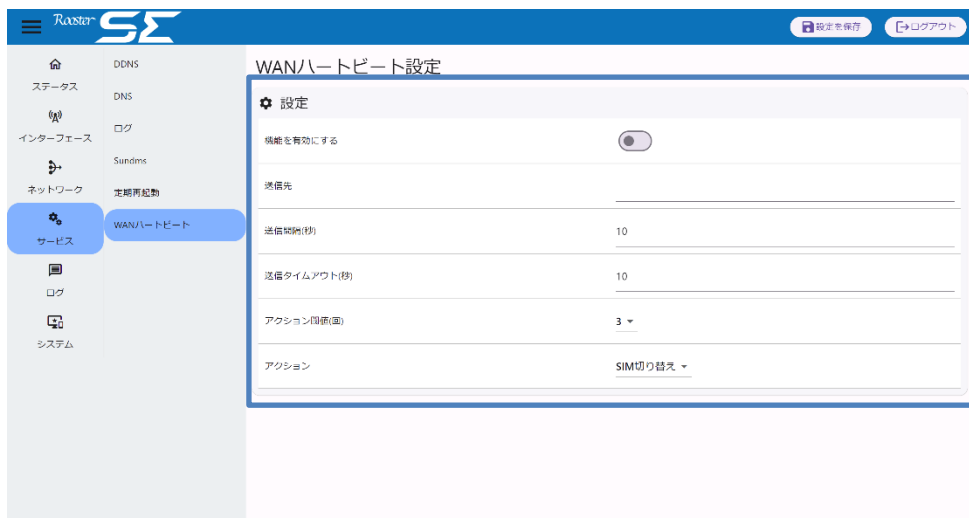 Rooster
SE
設定を保存
ログアウト
ステータス
インターフェース
ネットワーク
サービス
ログ
システム
DDNS
DNS
ログ
Sundms
定期再起動
WANハートビート
WANハートビート設定
設定
機能を有効にする
送信先
送信間隔(秒) 10
送信タイムアウト(秒) 10
アクション閾値(回) 3
アクション SIM切り替え